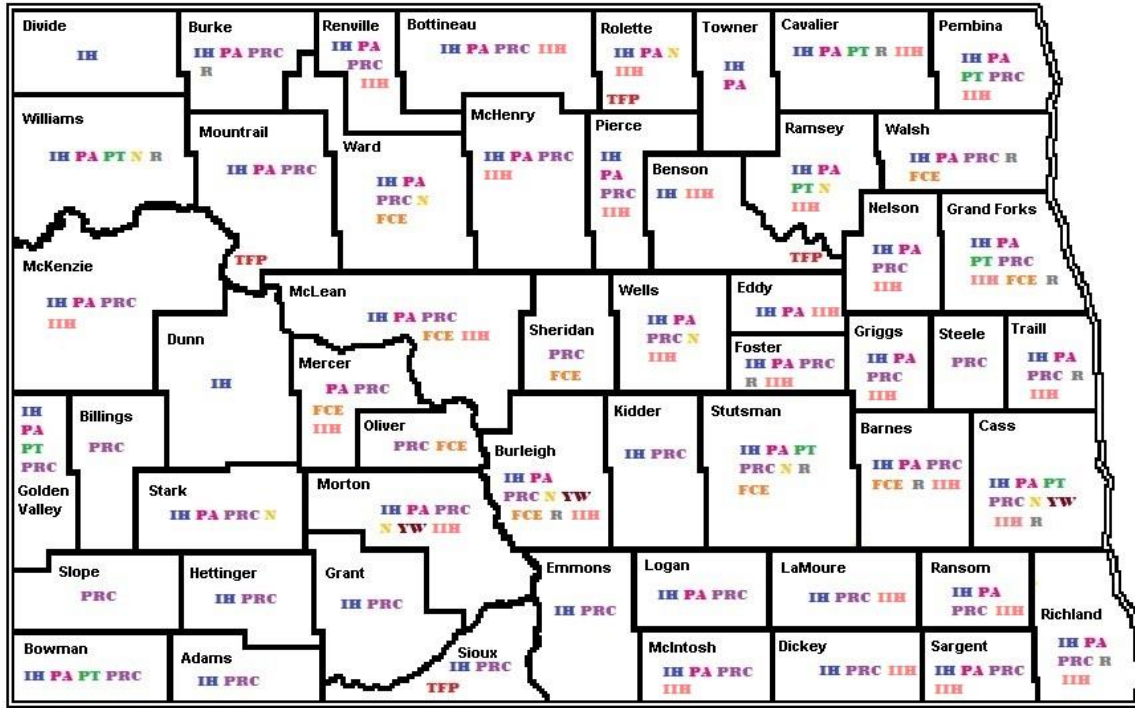 Divide
IH
Burke
IH PA PRC
R
Renville
IH PA
PRC
IIH
Bottineau
IH PA PRC IIH
Rolette
IH PA N
IIH
TFP
Towner
IH
PA
Cavalier
IH PA PT R IIH
Pembina
IH PA
PT PRC
IIH
Williams
IH PA PT N R
Mountrail
IH PA PRC
Ward
IH PA
PRC N
FCE
McHenry
IH PA PRC
IIH
Pierce
IH
PA
PRC
IIH
Benson
IH IIH
Ramsey
IH PA
PT N
IIH
TFP
Walsh
IH PA PRC R
FCE
Nelson
IH PA
PRC
IIH
Grand Forks
IH PA
PT PRC
IIH FCE R
McKenzie
IH PA PRC
IIH
TFP
Dunn
IH
McLean
IH PA PRC
FCE IIH
Mercer
PA PRC
FCE
IIH
Oliver
PRC FCE
Sheridan
PRC
FCE
Wells
IH PA
PRC N
IIH
Eddy
IH PA IIH
Foster
IH PA PRC
R IIH
Griggs
IH PA
PRC
IIH
Steele
PRC
Traill
IH PA
PRC R
IIH
IH
PA
PT
PRC
Golden
Valley
Billings
PRC
Stark
IH PA PRC N
Morton
IH PA PRC
N YW IIH
Burleigh
IH PA
PRC N YW
FCE R IIH
Kidder
IH PRC
Stutsman
IH PA PT
PRC N R
FCE
Barnes
IH PA PRC
FCE R IIH
Cass
IH PA PT
PRC N YW
IIH R
Slope
PRC
Hettinger
IH PRC
Grant
IH PRC
Emmons
IH PRC
Logan
IH PA PRC
LaMoure
IH PRC IIH
Ransom
IH PA
PRC IIH
Richland
IH PA
PRC R
IIH
Bowman
IH PA PT PRC
Adams
IH PRC
Sioux
IH PRC
TFP
McIntosh
IH PA PRC
IIH
Dickey
IH PRC IIH
Sargent
IH PA PRC
IIH